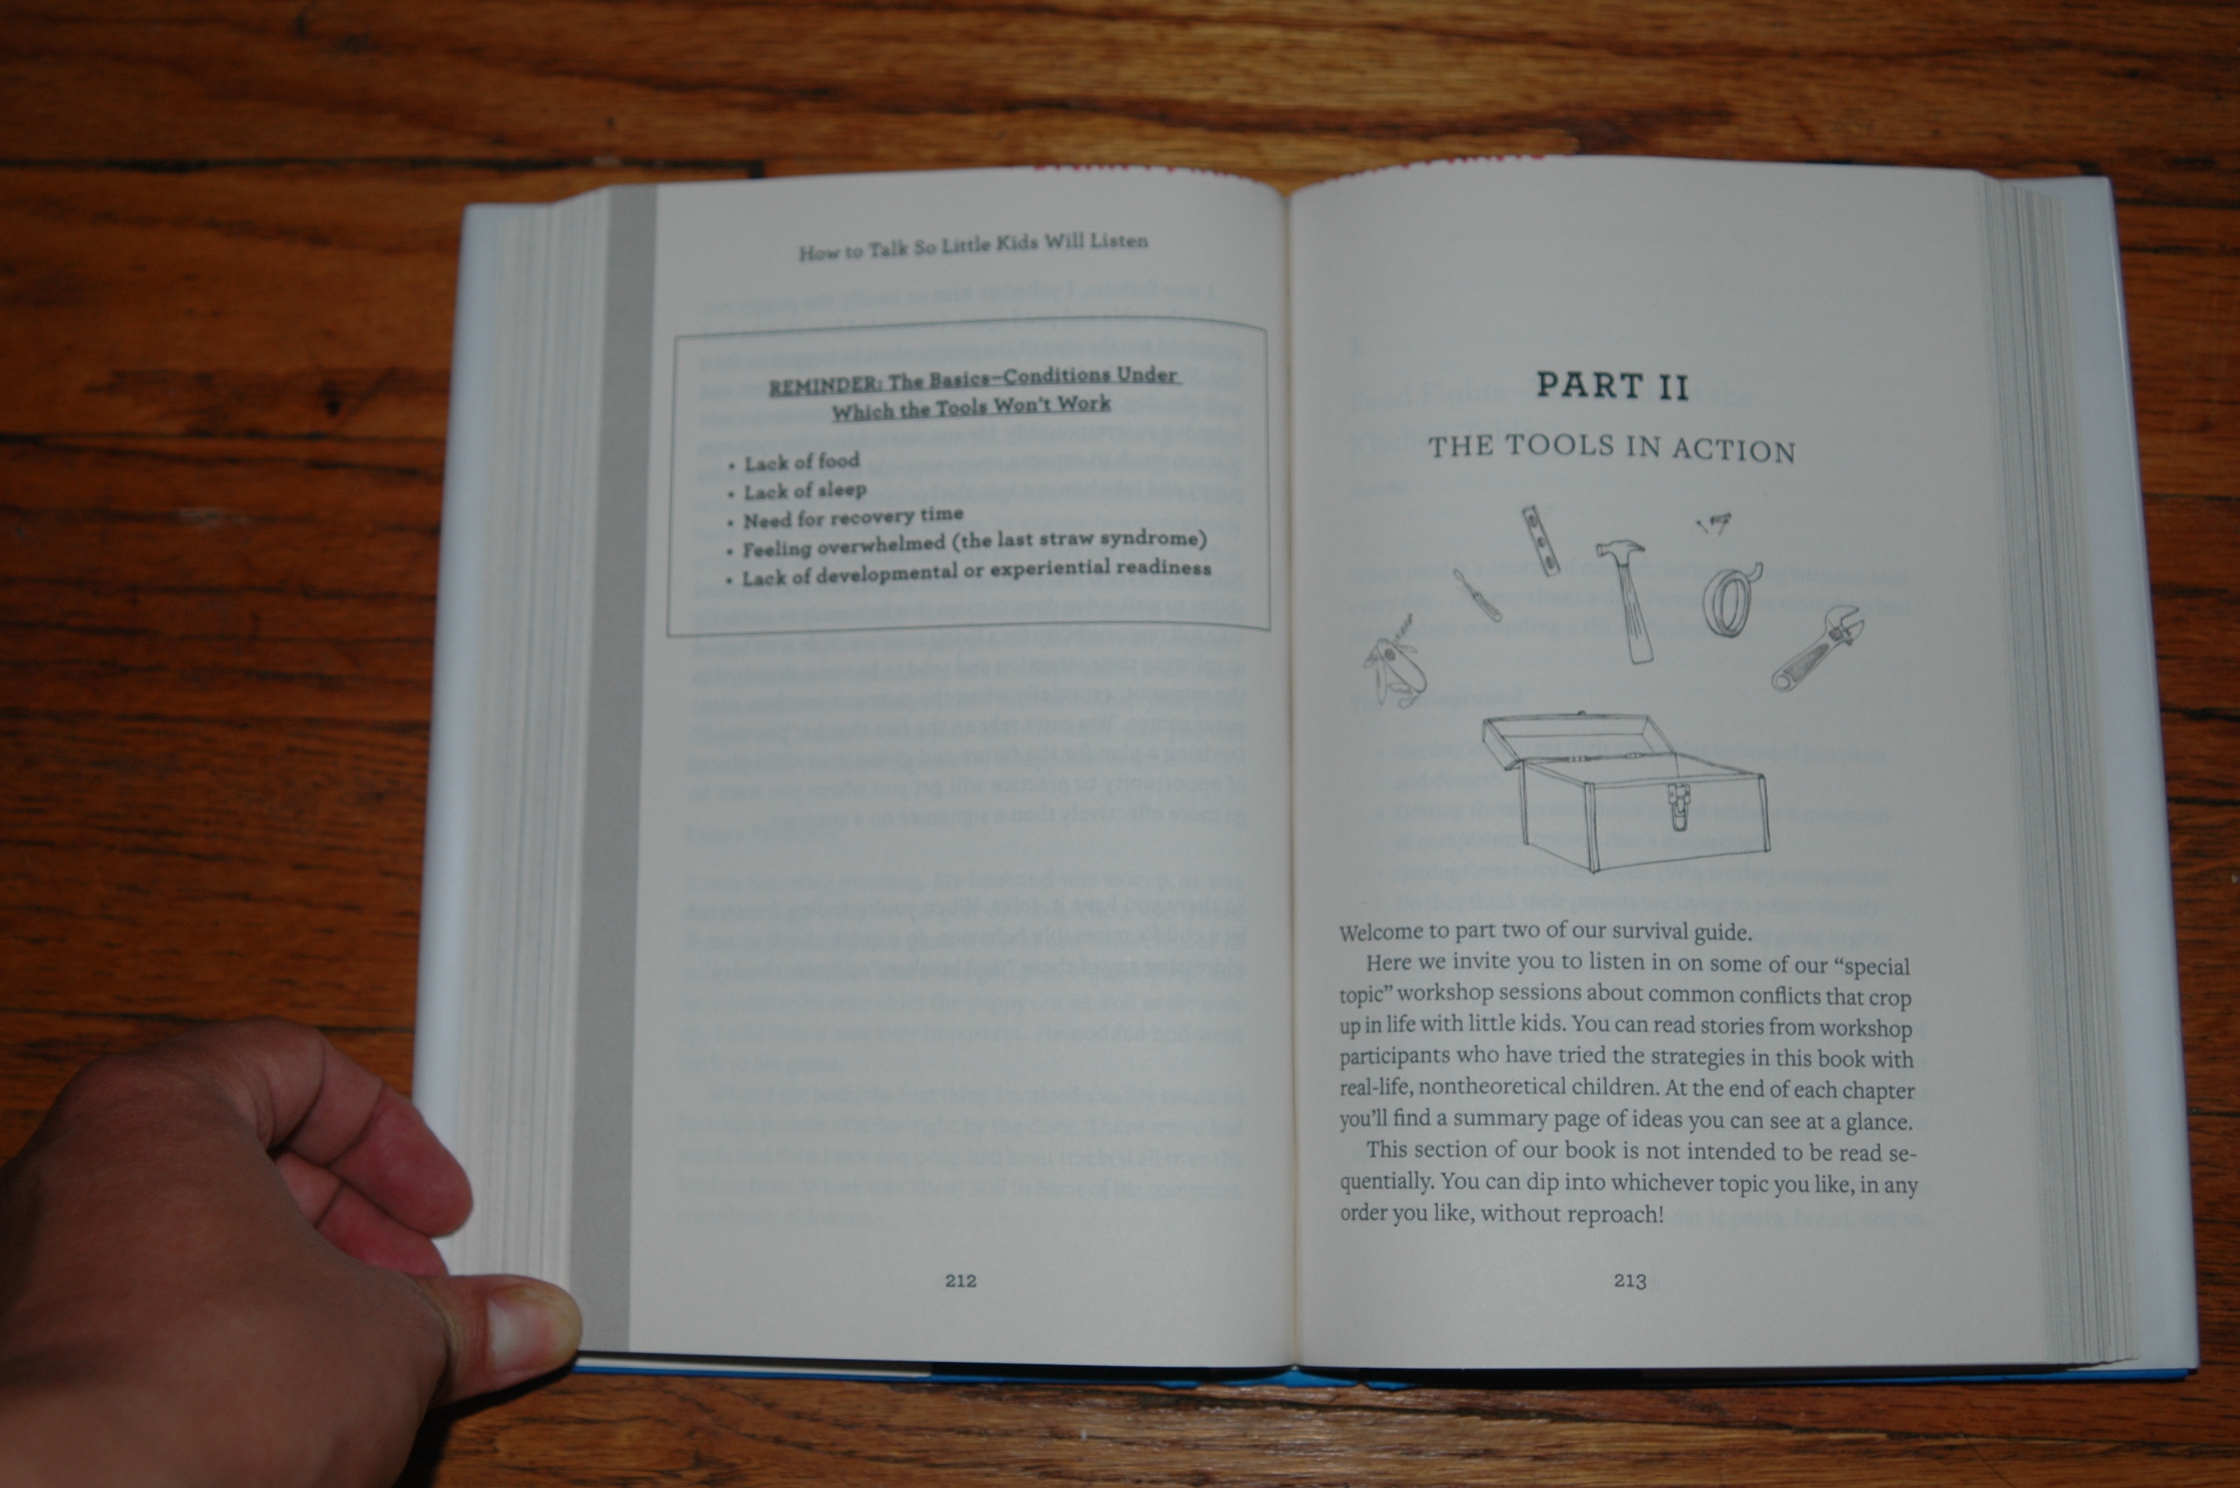 How to Talk So Little Kids Will Listen
REMINDER: The Basics—Conditions Under
Which the Tools Won't Work
• Lack of food
• Lack of sleep
• Need for recovery time
• Feeling overwhelmed (the last straw syndrome)
• Lack of developmental or experiential readiness
212
PART II
THE TOOLS IN ACTION
Welcome to part two of our survival guide.
Here we invite you to listen in on some of our “special
topic” workshop sessions about common conflicts that crop
up in life with little kids. You can read stories from workshop
participants who have tried the strategies in this book with
real-life, nontheoretical children. At the end of each chapter
you’ll find a summary page of ideas you can see at a glance.
This section of our book is not intended to be read se-
quentially. You can dip into whichever topic you like, in any
order you like, without reproach!
213